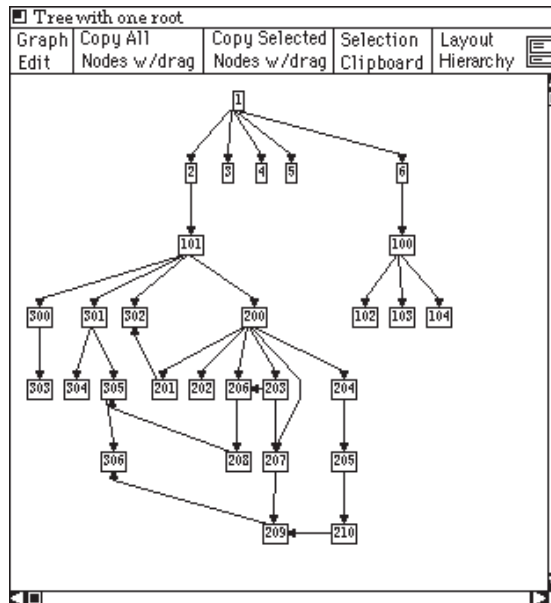 Tree with one root
Graph Copy All Copy Selected Selection Layout
Edit Nodes w/drag Nodes w/drag Clipboard Hierarchy
1
2 3 4 5 6
101 100
300 301 302 200 102 103 104
303 304 305 201 202 206 203 204
306 208 207 205
209 210